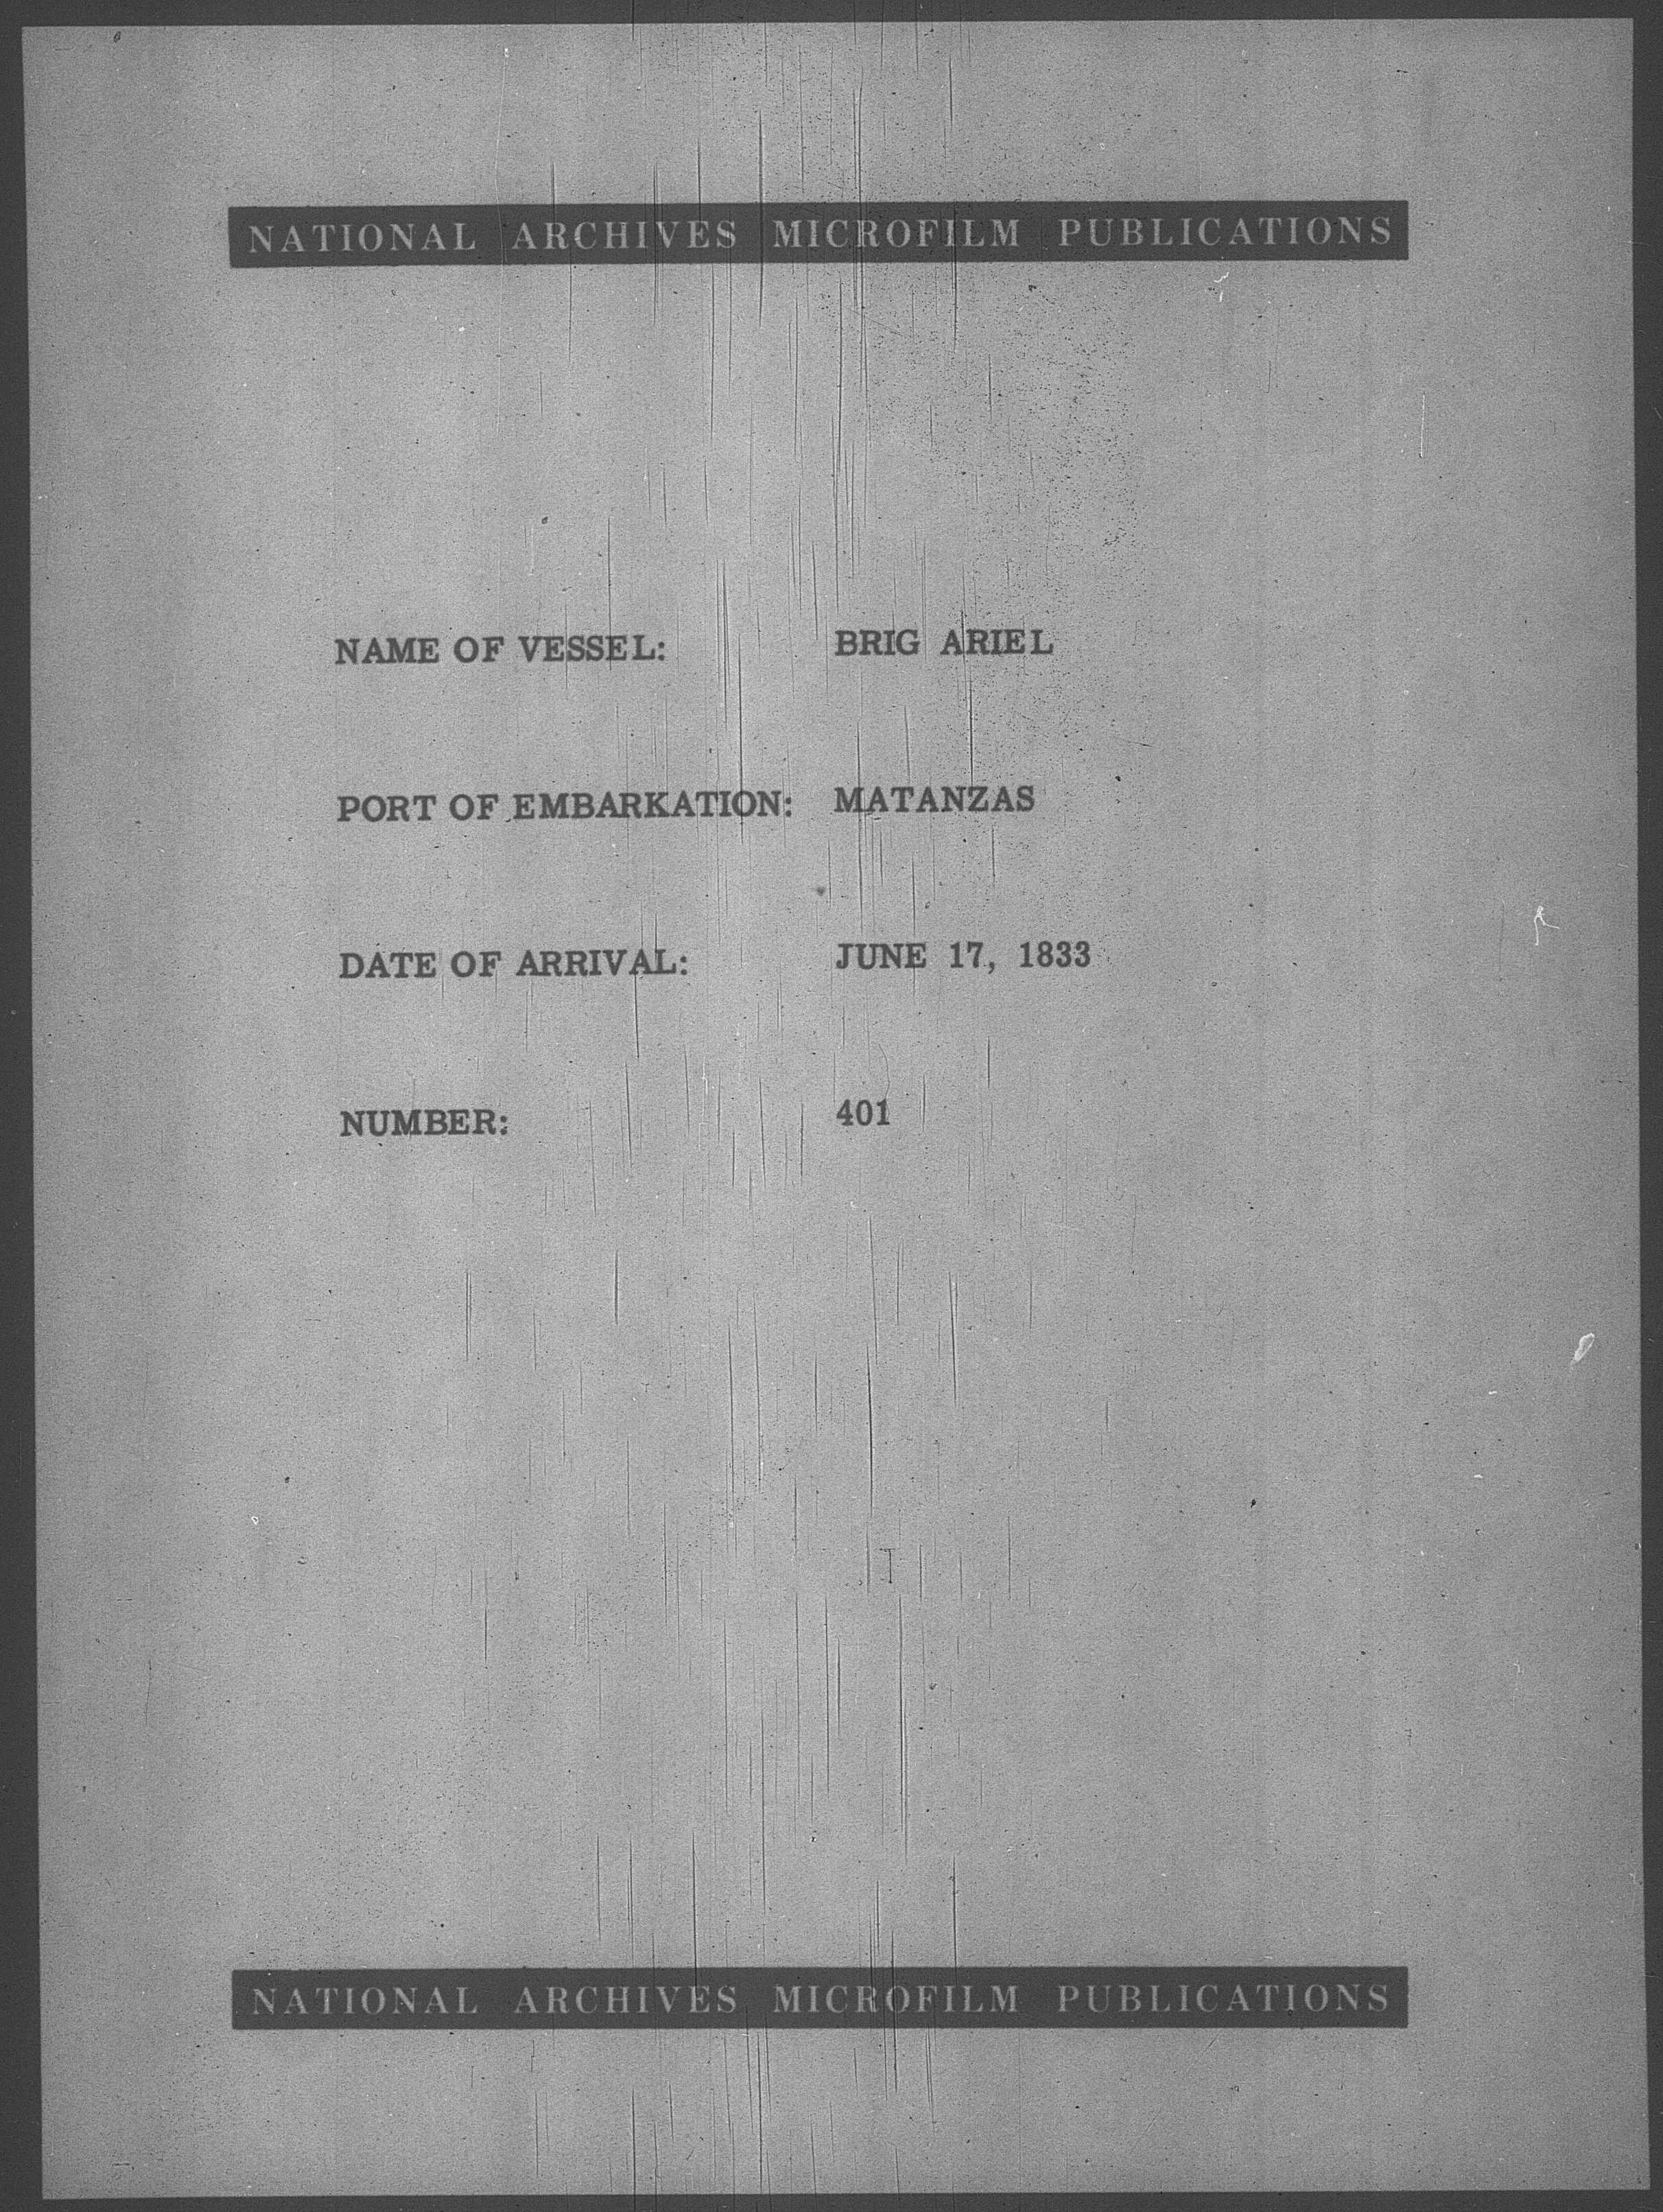 NATIONAL ARCHIVES MICROFILM PUBLICATIONS
NAME OF VESSEL: BRIG ARIEL
PORT OF EMBARKATION: MATANZAS
DATE OF ARRIVAL: JUNE 17, 1833
NUMBER: 401
NATIONAL ARCHIVES MICROFILM PUBLICATIONS